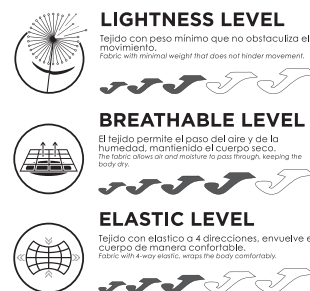 LIGHTNESS LEVEL
Tejido con peso mínimo que no obstaculiza el
movimiento.
Fabric with minimal weight that does not hinder movement.
BREATHABLE LEVEL
El tejido permite el paso del aire y de la
humedad, mantenido el cuerpo seco.
The fabric allows air and moisture to pass through, keeping the
body dry.
ELASTIC LEVEL
Tejido con elastico a 4 direcciones, envuelve e
cuerpo de manera confortable.
Fabric with 4-way elastic, wraps the body comfortably.